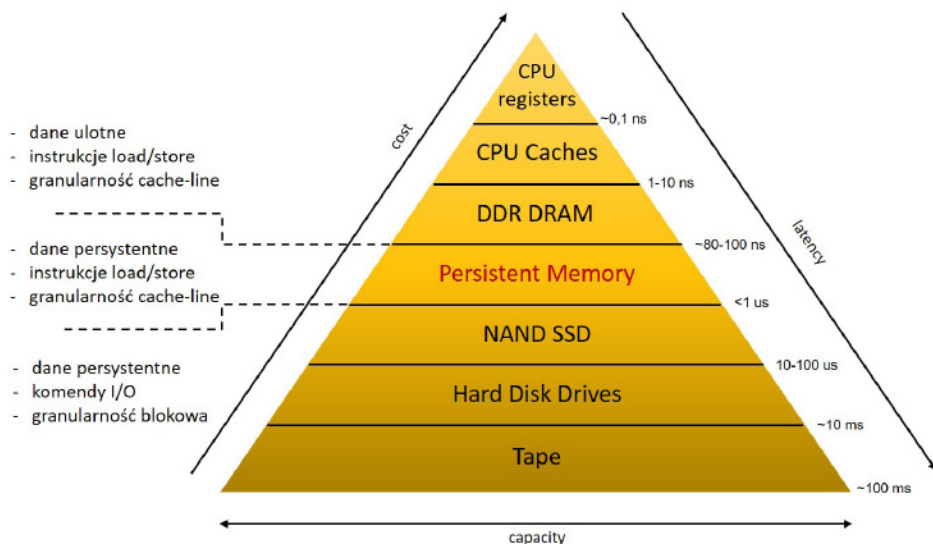 CPU
registers
~0,1 ns
cost
- dane ulotne
- instrukcje load/store
- granularność cache-line
CPU Caches
1-10 ns
DDR DRAM
~80-100 ns
latency
- dane persystentne
- instrukcje load/store
- granularność cache-line
Persistent Memory
<1 us
NAND SSD
10-100 us
- dane persystentne
- komendy I/O
- granularność blokowa
Hard Disk Drives
~10 ms
Tape
~100 ms
capacity